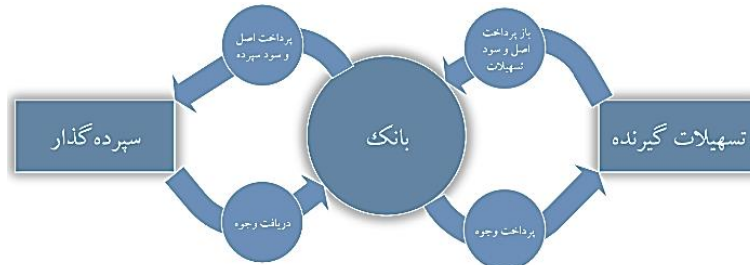 باز پرداخت
اصل و سود
تسهیلات
پرداخت اصل
و سود سپرده
تسهیلات گیرنده
بانک
سپرده گذار
پرداخت وجوه
دریافت وجوه